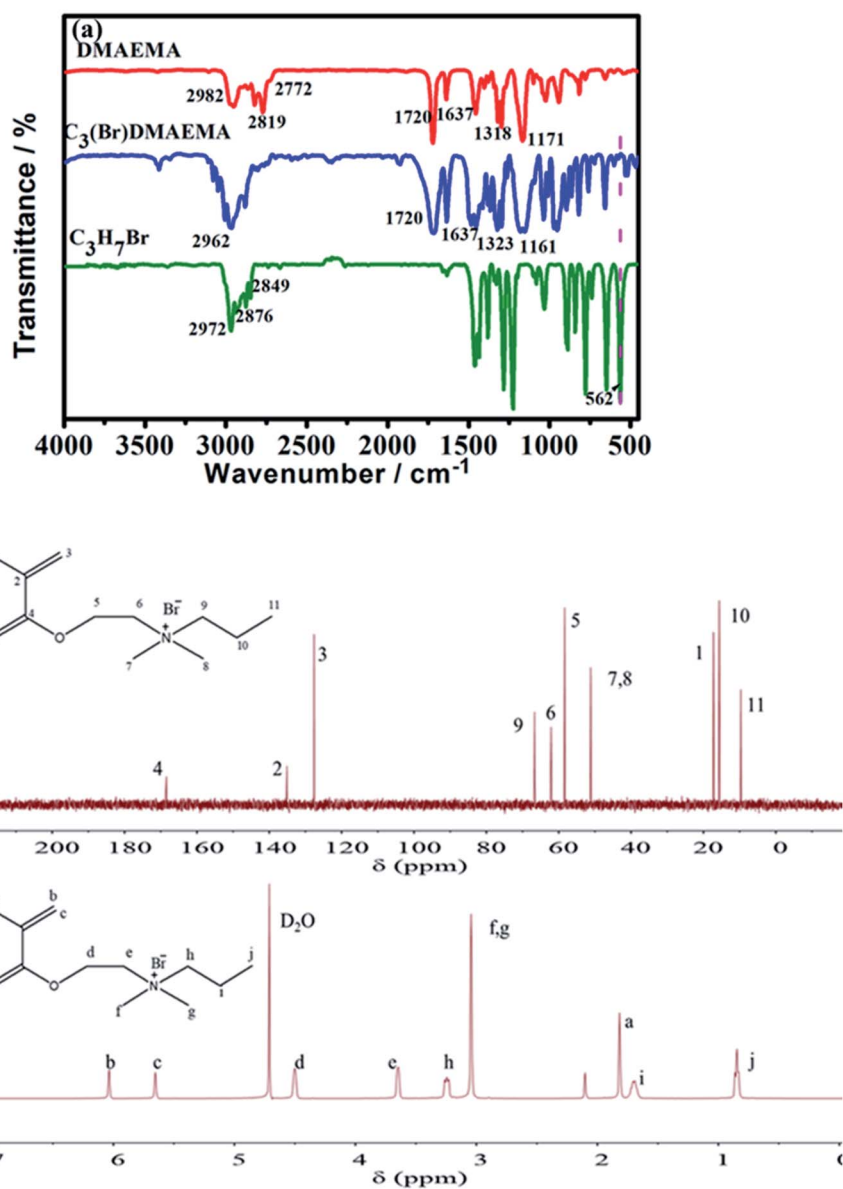 (a)
DMAEMA
2982
2772
2819
1720
1637
1318
1171
C3(Br)DMAEMA
2962
1720
1637
1323
1161
C3H7Br
2849
2876
2972
562
Transmittance / %
4000 3500 3000 2500 2000 1500 1000 500
Wavenumber / cm-1
3
2
4
5
6
Br-
9
11
O
+
N
10
7
8
4
2
3
9
6
5
7,8
1
10
11
200 180 160 140 120 100 80 60 40 20 0
δ (ppm)
b
c
d
e
Br-
h
j
O
+
N
i
f
g
D2O
f,g
b
c
d
e
h
a
i
j
6 5 4 3 2 1
δ (ppm)